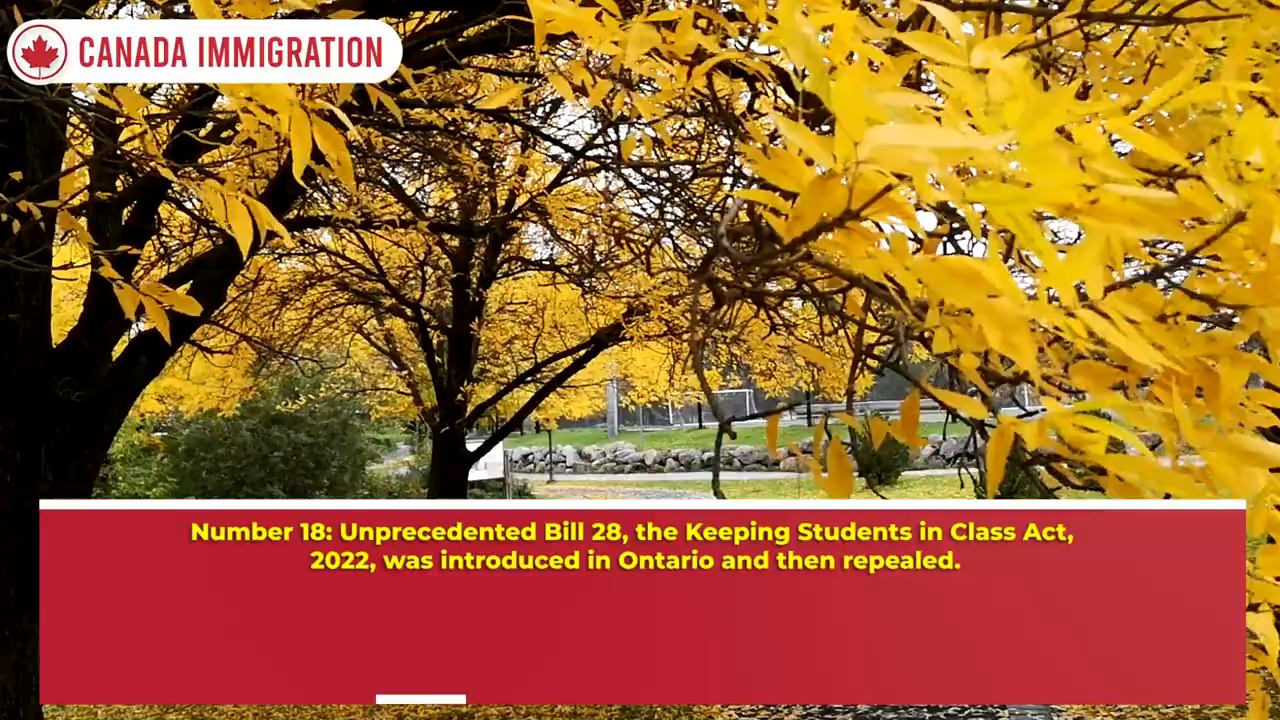 CANADA IMMIGRATION
Number 18: Unprecedented Bill 28, the Keeping Students in Class Act,
2022, was introduced in Ontario and then repealed.